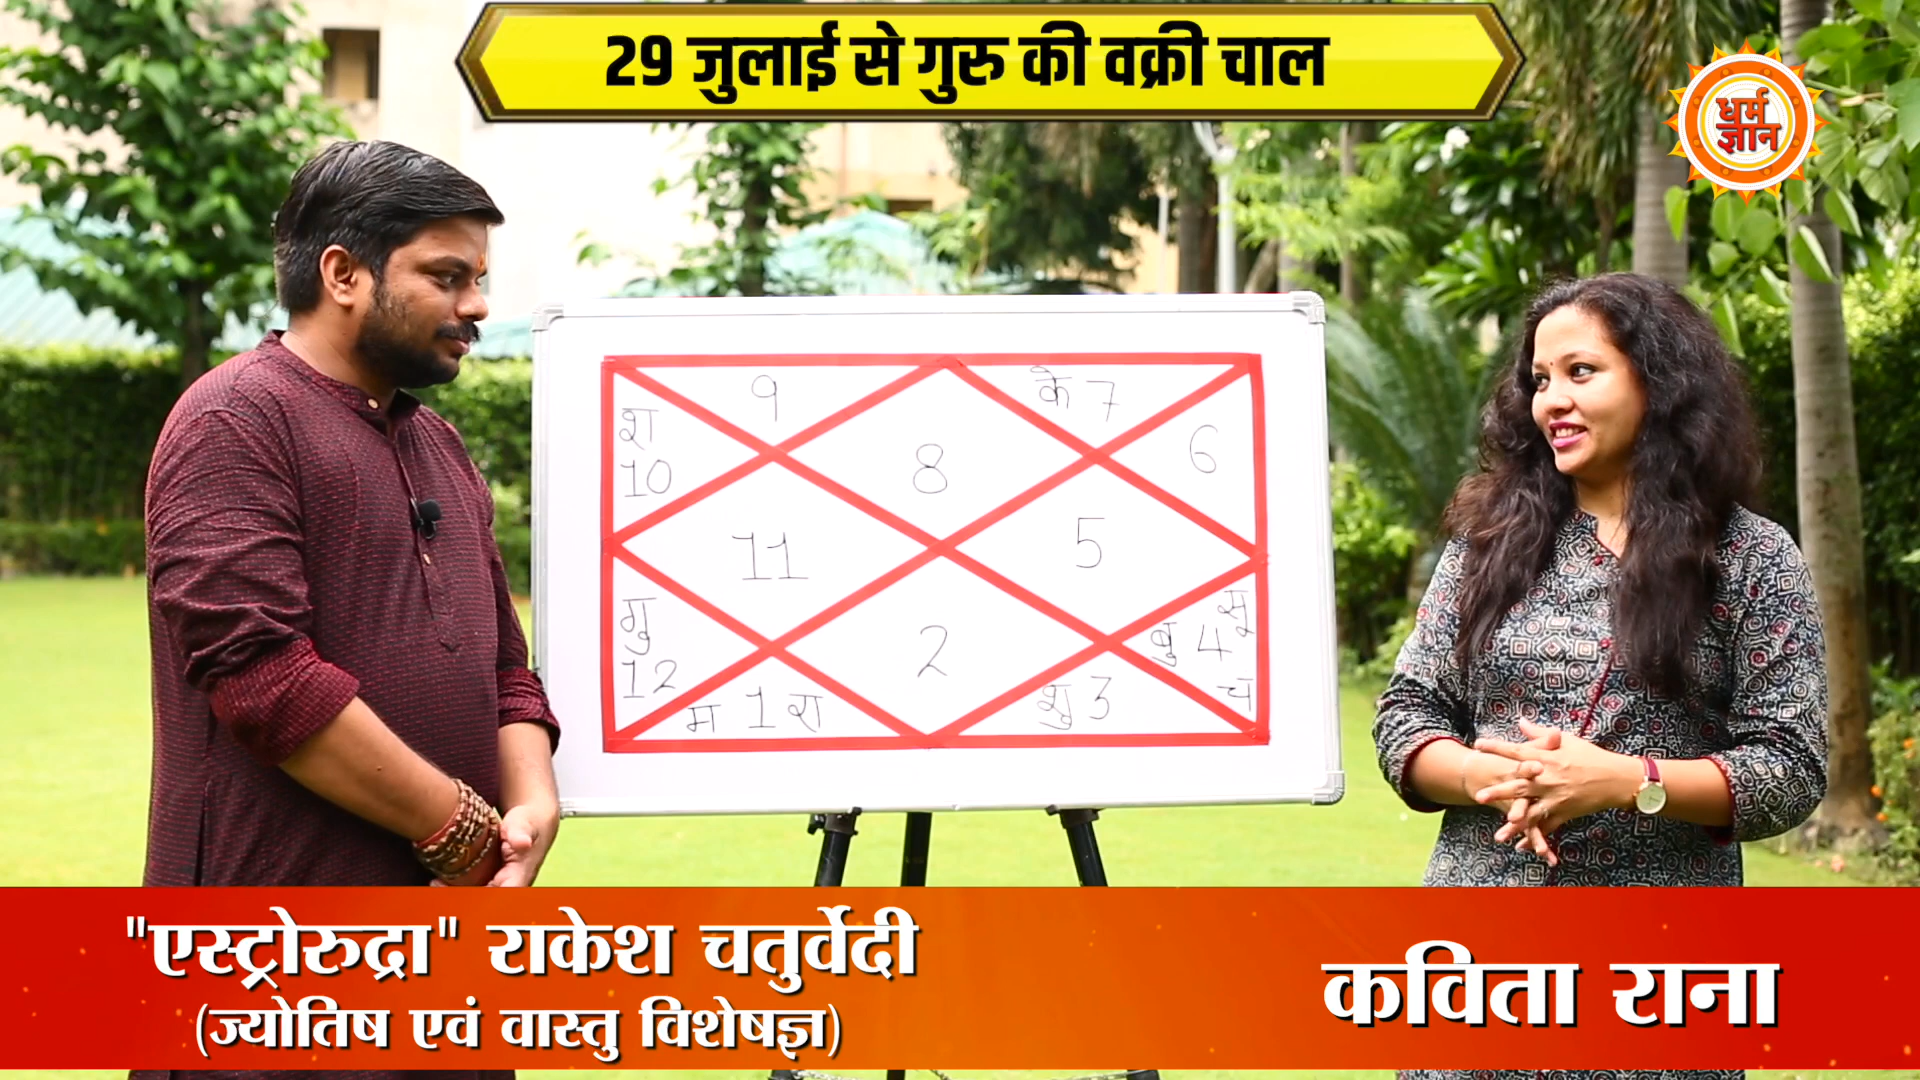 29 जुलाई से गुरु की वक्री चाल
धर्म
ज्ञान
9
के 7
श
10
8
6
11
5
गु
12
2
सू
बु 4
चं
म 1 रा
शु 3
"एस्ट्रोरुद्रा" राकेश चतुर्वेदी
(ज्योतिष एवं वास्तु विशेषज्ञ)
कविता राना